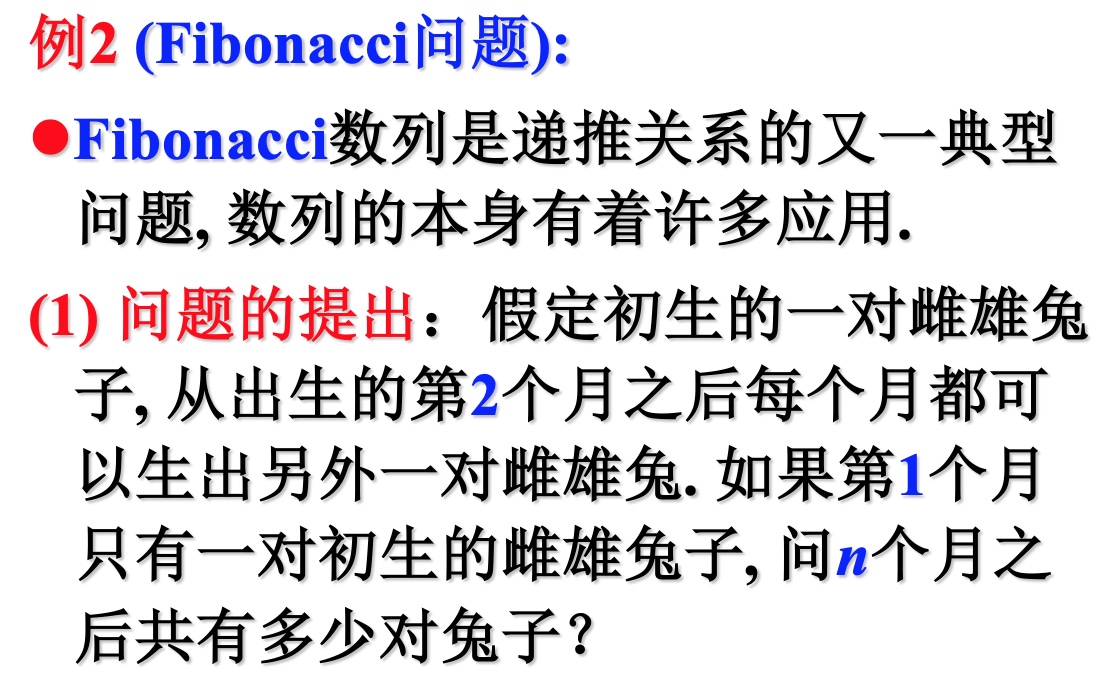 例2 (Fibonacci问题):
●Fibonacci数列是递推关系的又一典型
问题, 数列的本身有着许多应用.
(1) 问题的提出：假定初生的一对雌雄兔
子, 从出生的第2个月之后每个月都可
以生出另外一对雌雄兔. 如果第1个月
只有一对初生的雌雄兔子, 问n个月之
后共有多少对兔子？